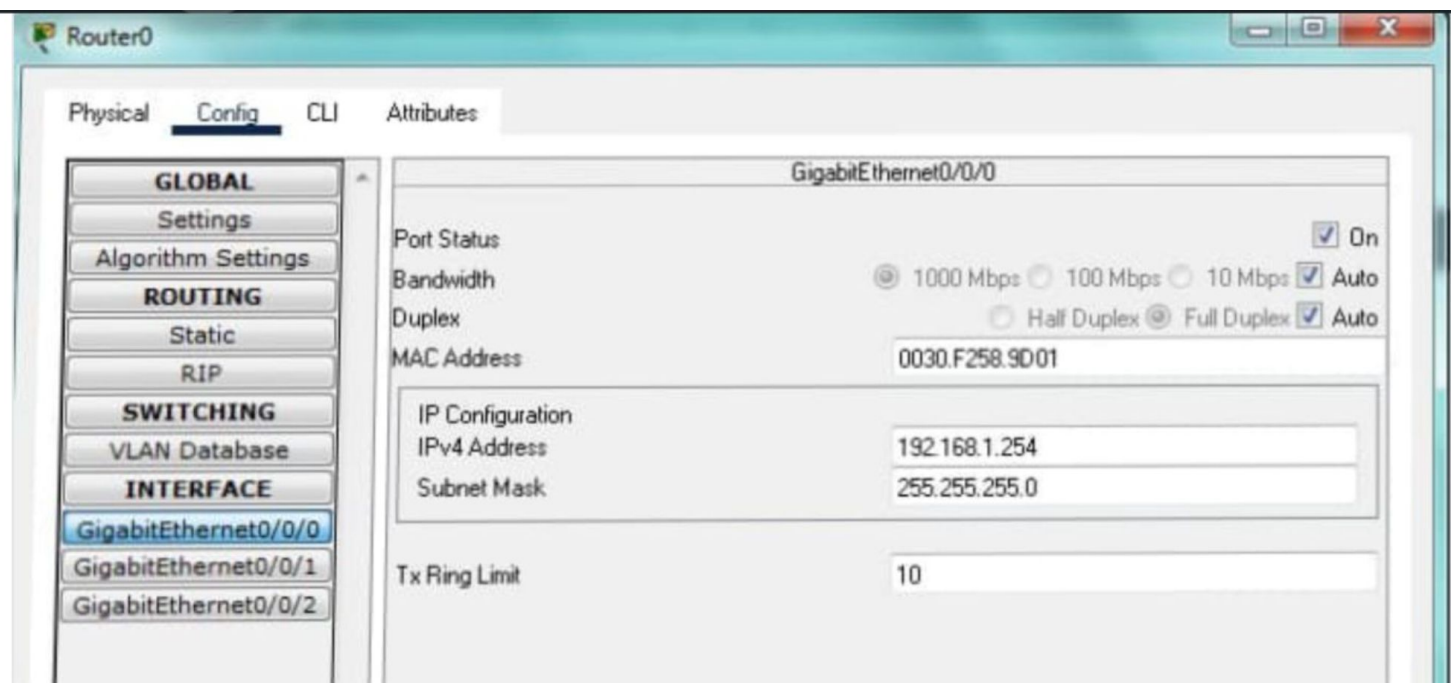 Router0
Physical Config CLI Attributes
GLOBAL
Settings
Algorithm Settings
ROUTING
Static
RIP
SWITCHING
VLAN Database
INTERFACE
GigabitEthernet0/0/0
GigabitEthernet0/0/1
GigabitEthernet0/0/2
GigabitEthernet0/0/0
Port Status On
Bandwidth 1000 Mbps 100 Mbps 10 Mbps Auto
Duplex Half Duplex Full Duplex Auto
MAC Address 0030.F258.9D01
IP Configuration
IPv4 Address 192.168.1.254
Subnet Mask 255.255.255.0
Tx Ring Limit 10